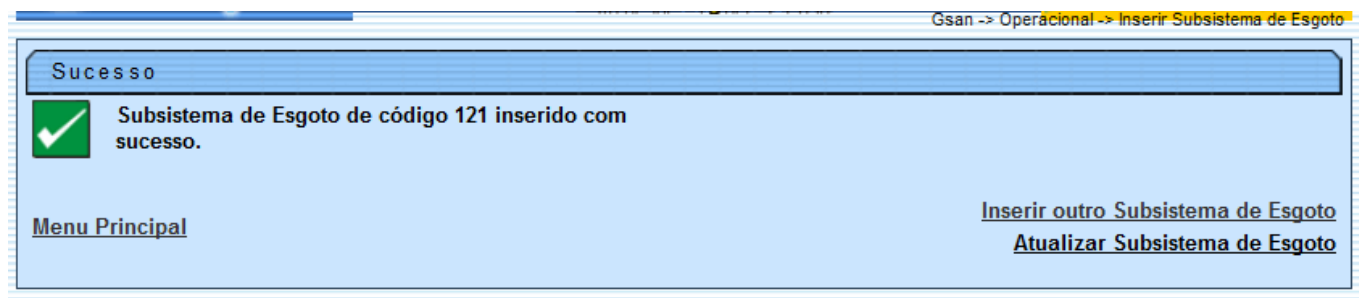 Gsan -> Operacional -> Inserir Subsistema de Esgoto
Sucesso
Subsistema de Esgoto de código 121 inserido com
sucesso.
Menu Principal
Inserir outro Subsistema de Esgoto
Atualizar Subsistema de Esgoto